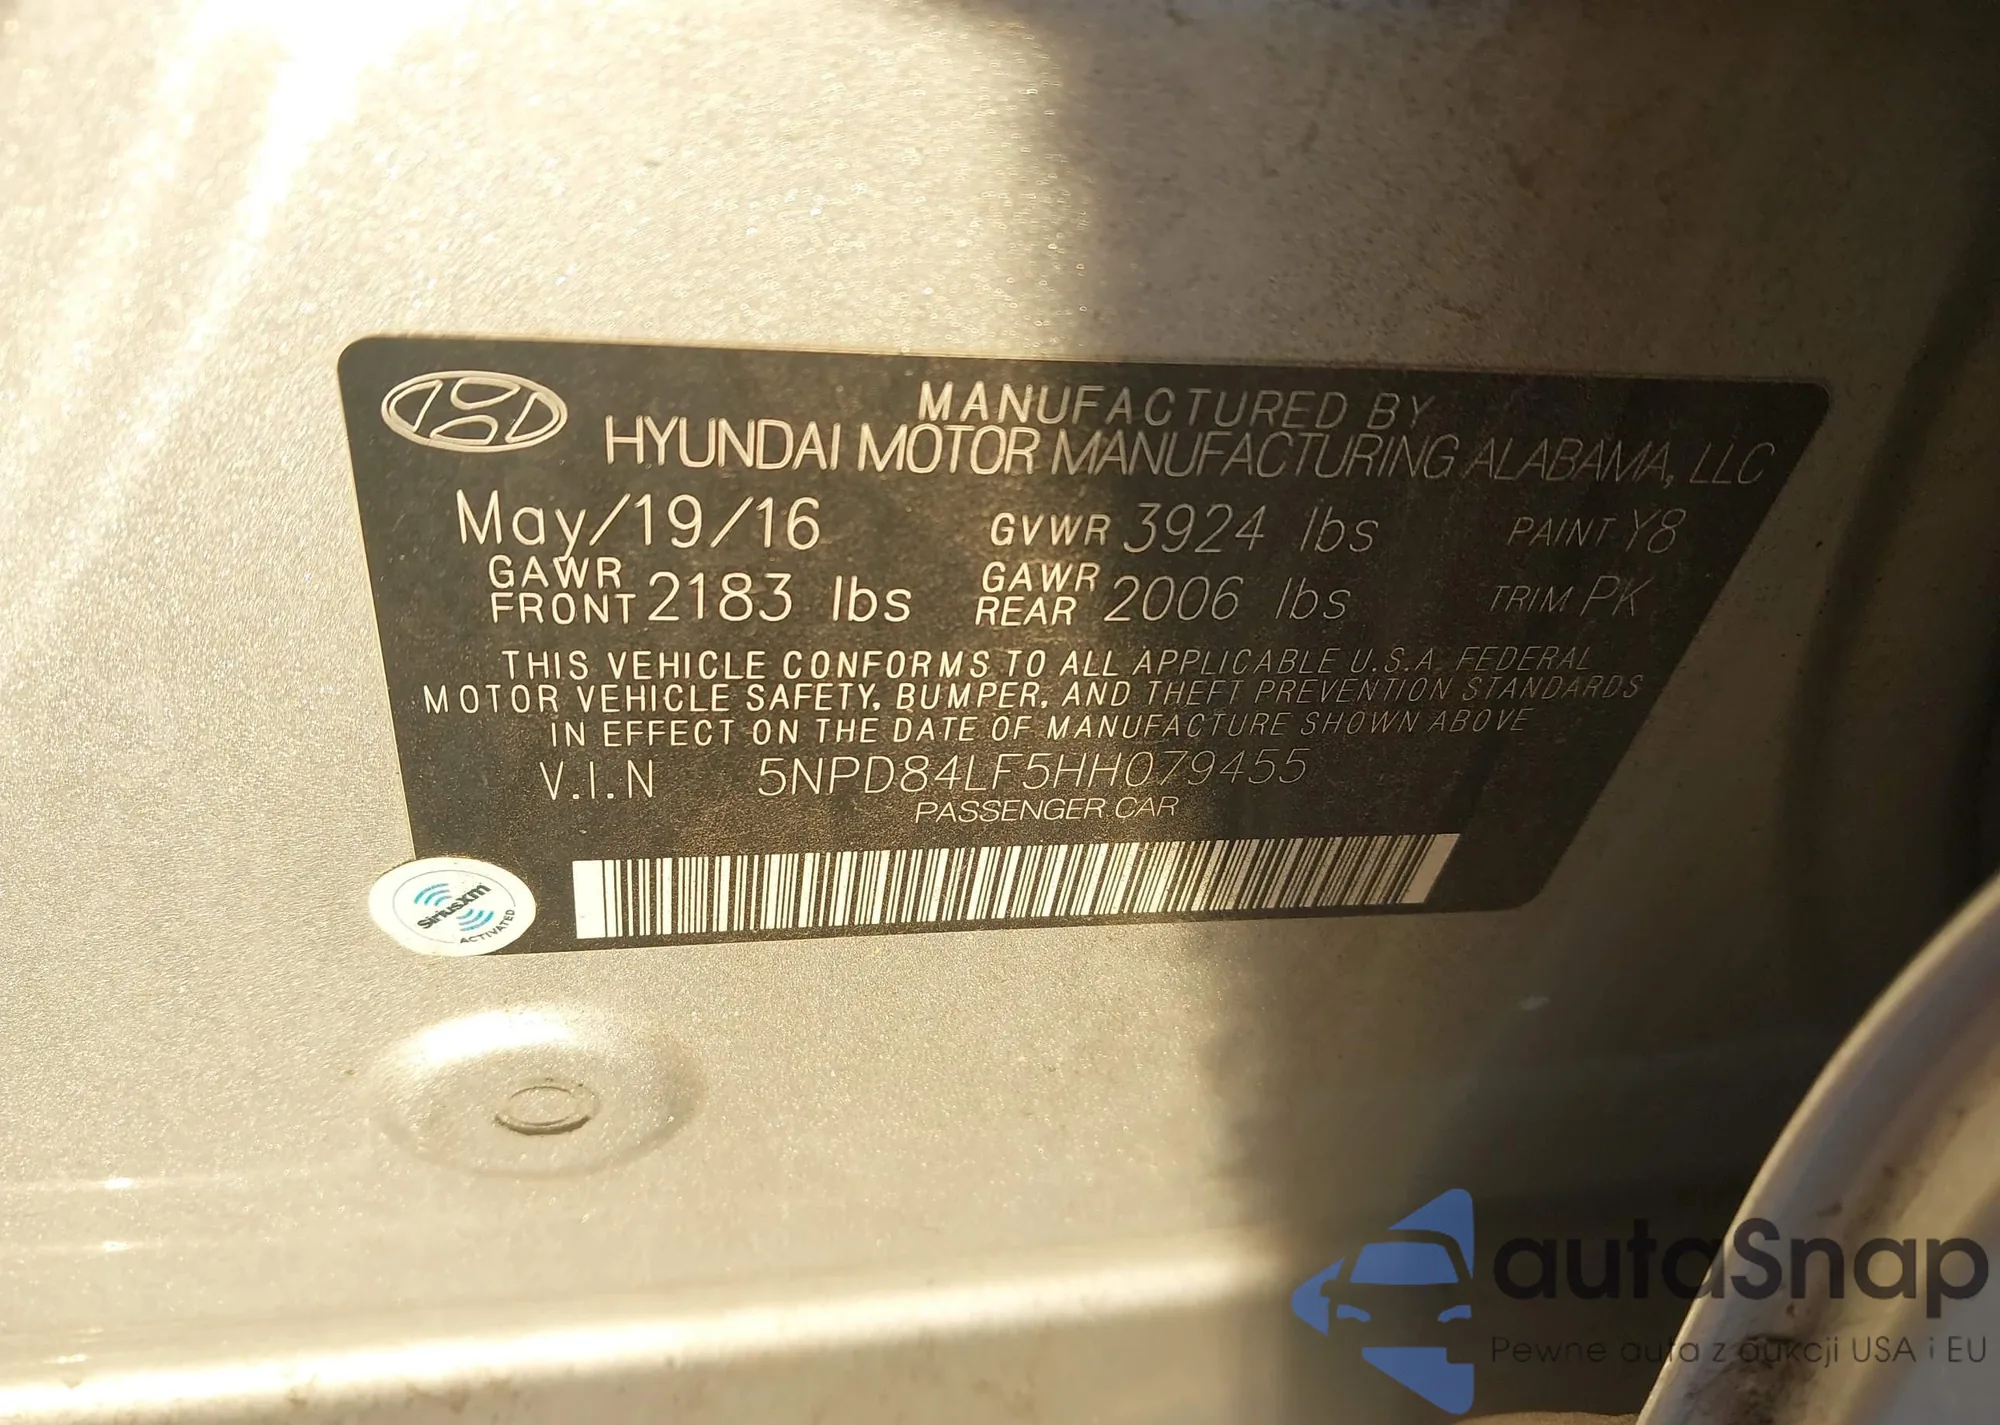 MANUFACTURED BY
HYUNDAI MOTOR MANUFACTURING ALABAMA, LLC
May/19/16 GVWR 3924 lbs PAINT Y8
GAWR FRONT 2183 lbs GAWR REAR 2006 lbs TRIM PK
THIS VEHICLE CONFORMS TO ALL APPLICABLE U.S.A. FEDERAL
MOTOR VEHICLE SAFETY, BUMPER, AND THEFT PREVENTION STANDARDS
IN EFFECT ON THE DATE OF MANUFACTURE SHOWN ABOVE
V.I.N 5NPD84LF5HH079455
PASSENGER CAR
SiriusXM
ACTIVATED
autaSnap
Pewne auta z aukcji USA i EU